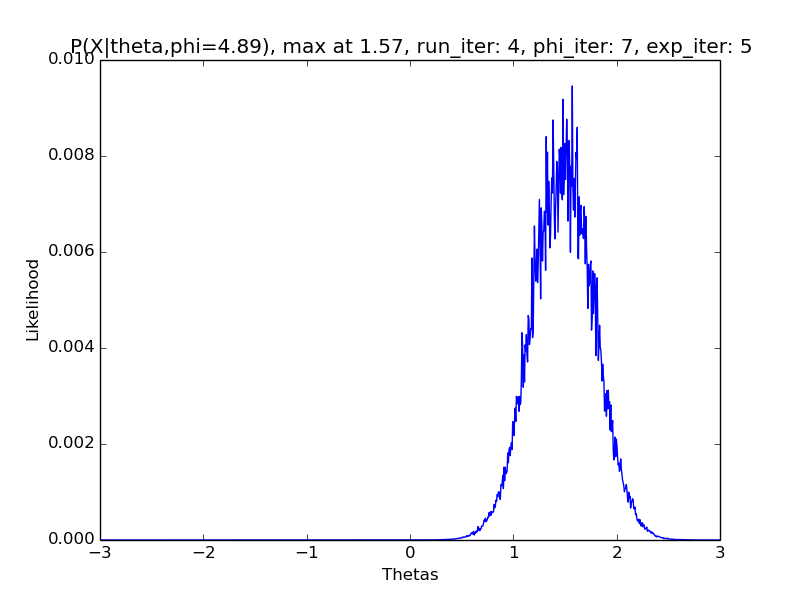 P(X|theta,phi=4.89), max at 1.57, run_iter: 4, phi_iter: 7, exp_iter: 5
0.010
0.008
0.006
0.004
0.002
0.000
Likelihood
−3 −2 −1 0 1 2 3
Thetas